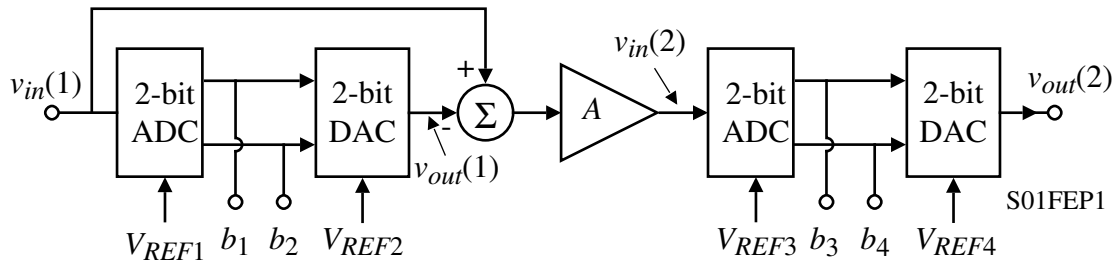 v_in(1)
2-bit
ADC
2-bit
DAC
+
-
Σ
v_out(1)
A
v_in(2)
2-bit
ADC
2-bit
DAC
v_out(2)
S01FEP1
V_REF1
b_1
b_2
V_REF2
V_REF3
b_3
b_4
V_REF4